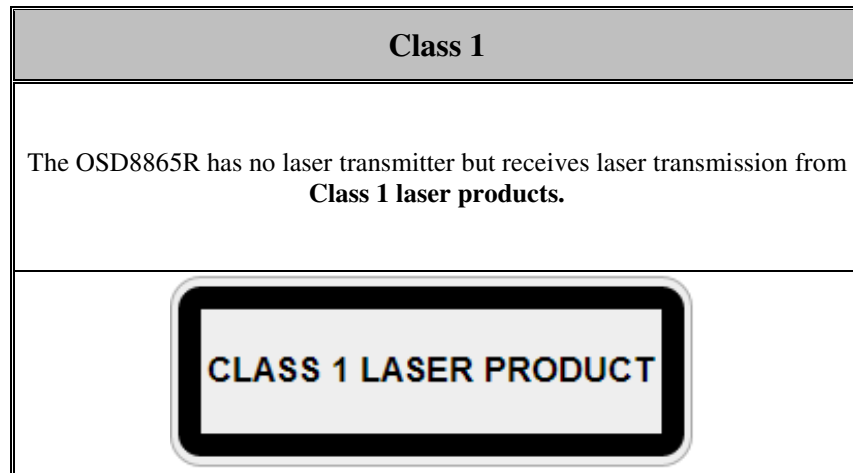 Class 1
The OSD8865R has no laser transmitter but receives laser transmission from
Class 1 laser products.
CLASS 1 LASER PRODUCT